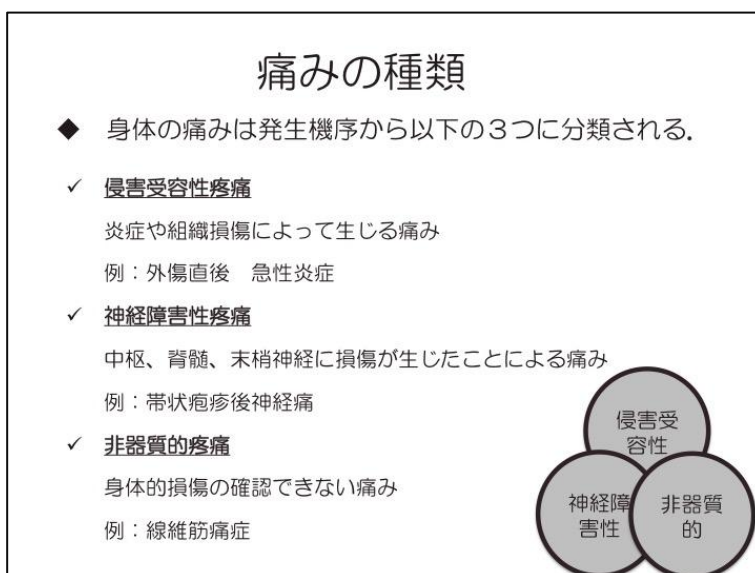 痛みの種類
◆ 身体の痛みは発生機序から以下の３つに分類される．
✓ 侵害受容性疼痛
炎症や組織損傷によって生じる痛み
例：外傷直後　急性炎症
✓ 神経障害性疼痛
中枢、脊髄、末梢神経に損傷が生じたことによる痛み
例：帯状疱疹後神経痛
✓ 非器質的疼痛
身体的損傷の確認できない痛み
例：線維筋痛症
侵害受
容性
神経障
害性
非器質
的